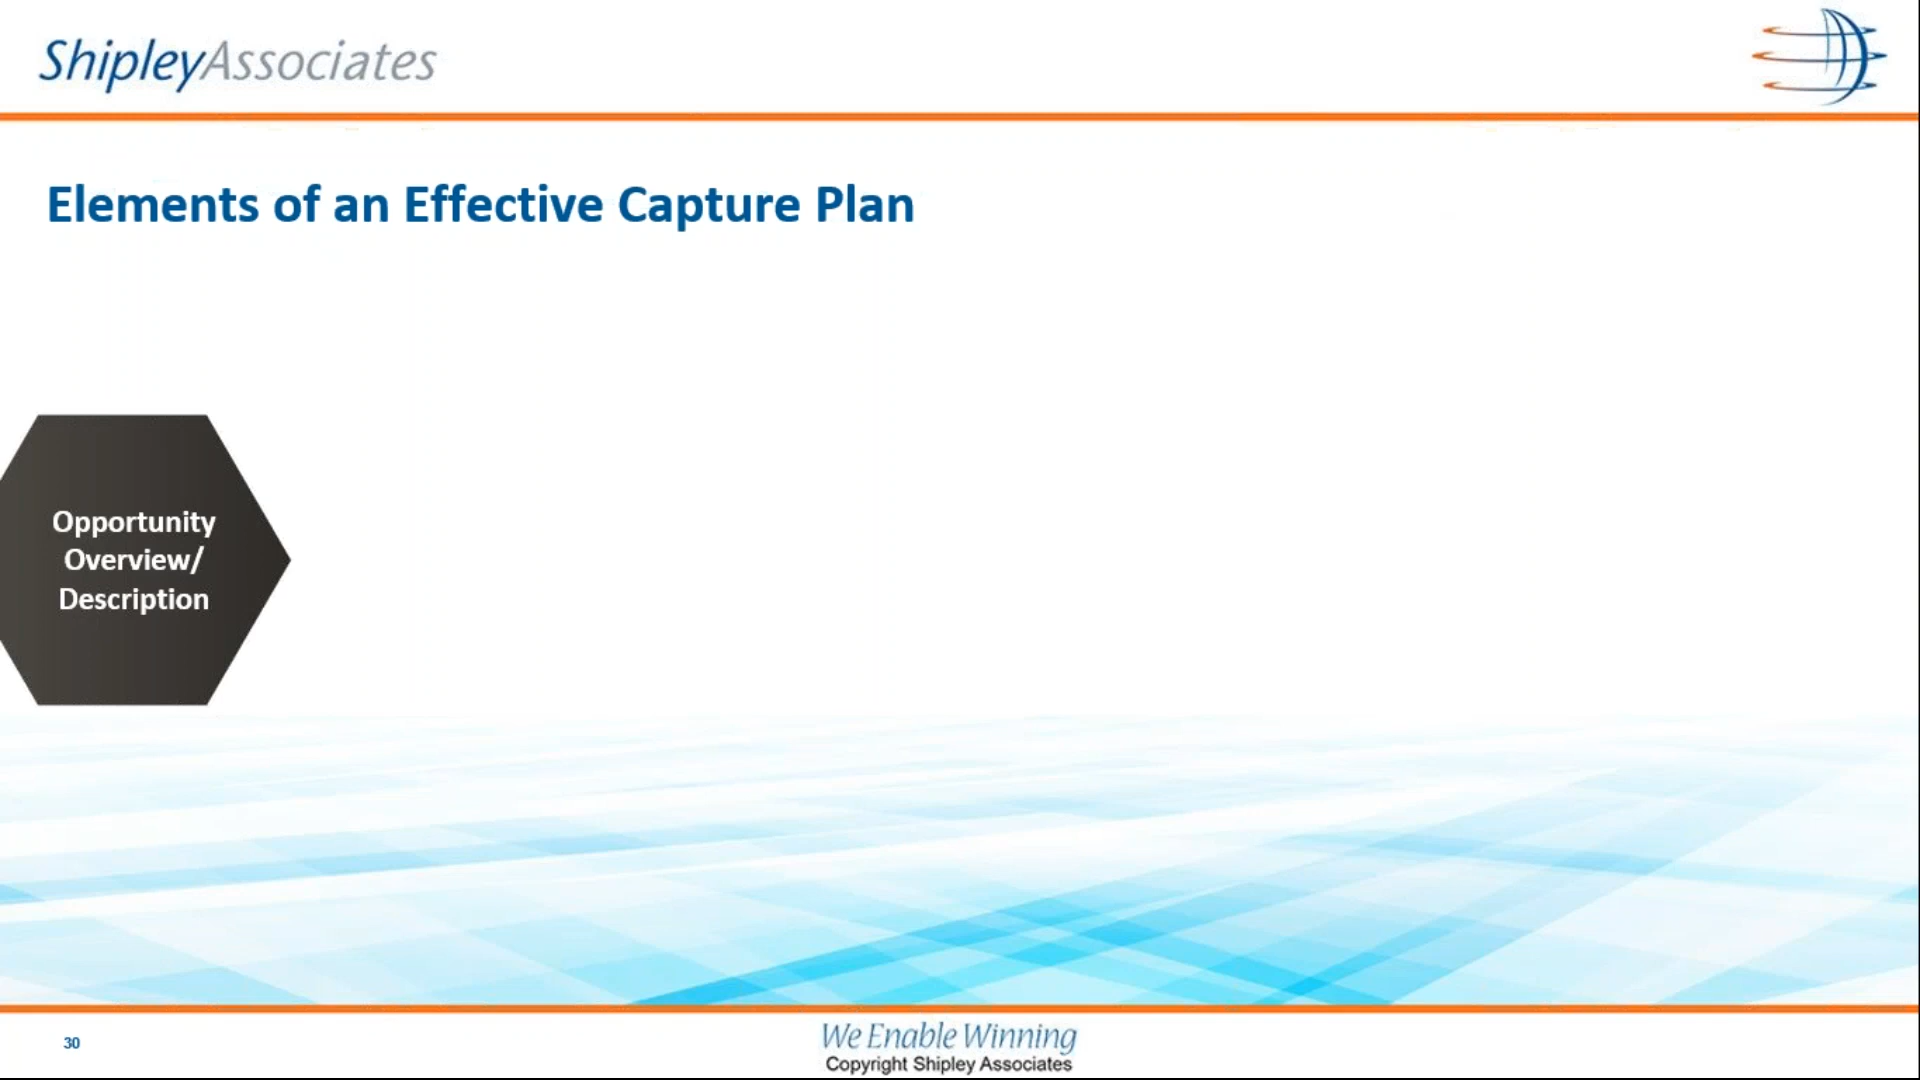 ShipleyAssociates
Elements of an Effective Capture Plan
Opportunity
Overview/
Description
30
We Enable Winning
Copyright Shipley Associates